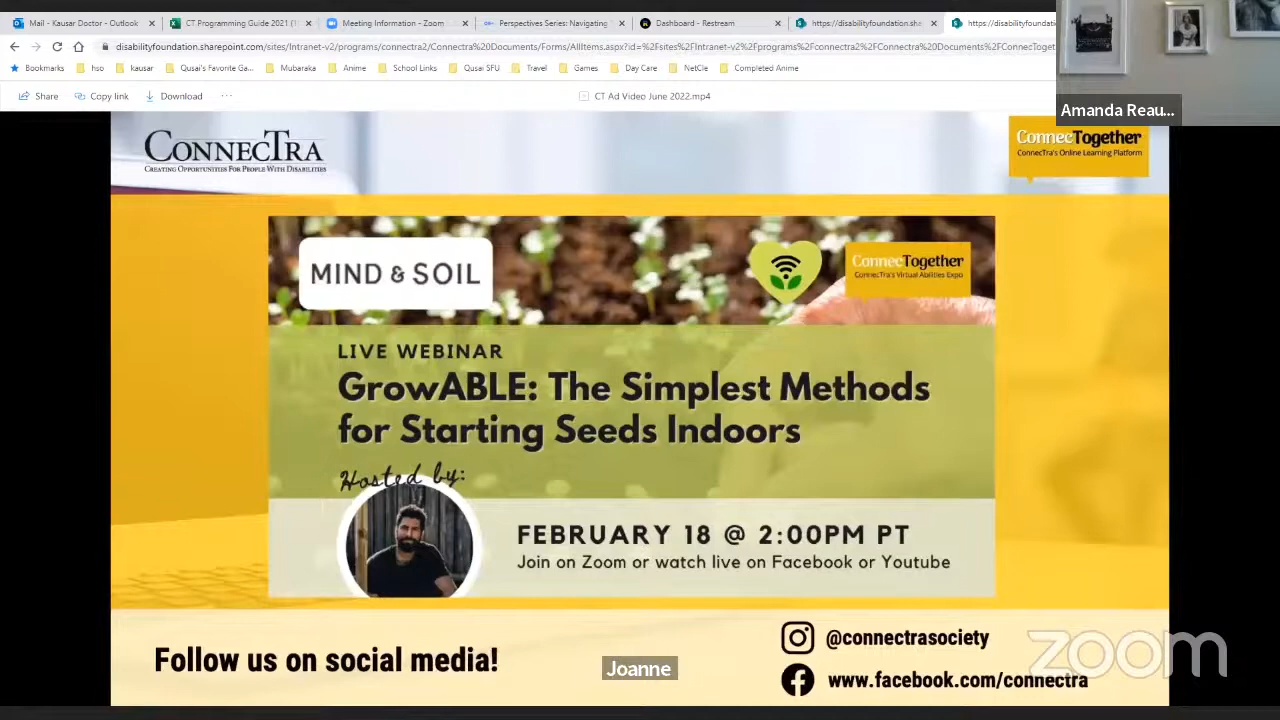 Mail - Kausar Doctor - Outlook
CT Programming Guide 2021 (1
Meeting Information - Zoom
Perspectives Series: Navigating
Dashboard - Restream
https://disabilityfoundation.sha
https://disabilityfoundati
disabilityfoundation.sharepoint.com/sites/Intranet-v2/programs/connectra2/Connectra%20Documents/Forms/AllItems.aspx?id=%2Fsites%2FIntranet-v2%2Fprograms%2Fconnectra2%2FConnectra%20Documents%2FConnecToget
Bookmarks
hso
kausar
Qusai's Favorite Ga...
Mubaraka
Anime
School Links
Qusai SFU
Travel
Games
Day Care
NetCle
Completed Anime
Share
Copy link
Download
...
CT Ad Video June 2022.mp4
Amanda Reau...
CONNECTRA
CREATING OPPORTUNITIES FOR PEOPLE WITH DISABILITIES
ConnecTogether
ConnecTra's Online Learning Platform
MIND & SOIL
ConnecTogether
ConnecTra's Virtual Abilities Expo
LIVE WEBINAR
GrowABLE: The Simplest Methods
for Starting Seeds Indoors
Hosted by:
FEBRUARY 18 @ 2:00PM PT
Join on Zoom or watch live on Facebook or Youtube
Follow us on social media!
Joanne
@connectrasociety
www.facebook.com/connectra
zoom